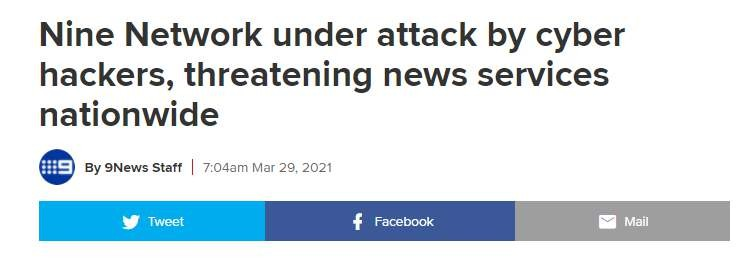 Nine Network under attack by cyber
hackers, threatening news services
nationwide
9
By 9News Staff | 7:04am Mar 29, 2021
Tweet Facebook Mail